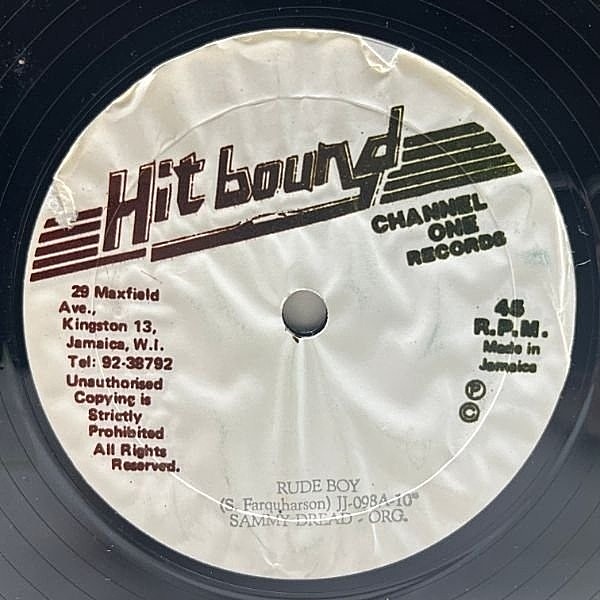 Hit bound
CHANNEL
ONE
RECORDS
29 Maxfield
Ave.,
Kingston 13,
Jamaica, W.I.
Tel: 92-38792
Unauthorised
Copying is
Strictly
Prohibited
All Rights
Reserved.
45
R.P.M.
Made in
Jamaica
℗
©
RUDE BOY
(S. Farquharson) JJ-098A-10"
SAMMY DREAD - ORG.